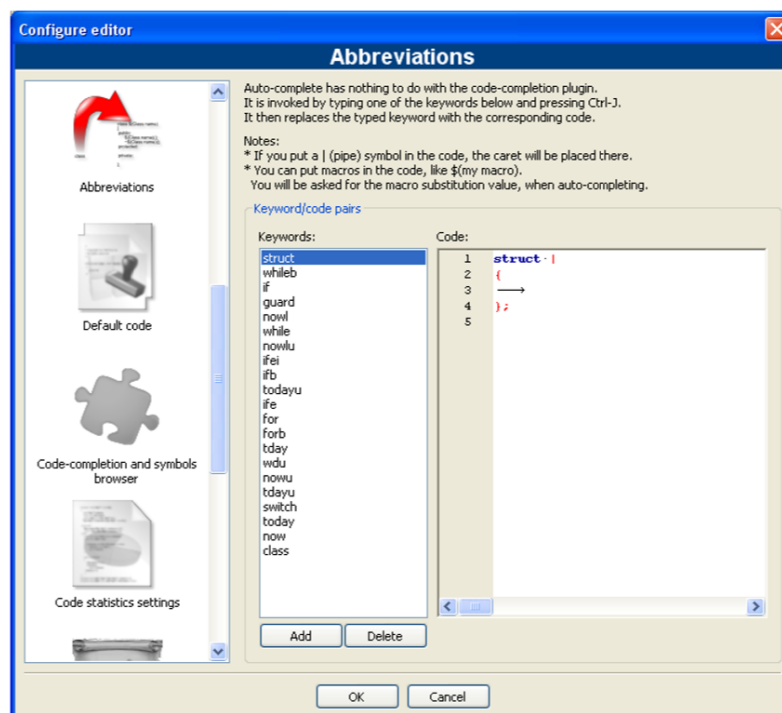 Configure editor
Abbreviations
Auto-complete has nothing to do with the code-completion plugin.
It is invoked by typing one of the keywords below and pressing Ctrl-J.
It then replaces the typed keyword with the corresponding code.
Notes:
* If you put a | (pipe) symbol in the code, the caret will be placed there.
* You can put macros in the code, like $(my macro).
You will be asked for the macro substitution value, when auto-completing.
Abbreviations
Default code
Code-completion and symbols
browser
Code statistics settings
Keyword/code pairs
Keywords:
struct
whileb
if
guard
nowl
while
nowlu
ifei
ifb
todayu
ife
for
forb
tday
wdu
nowu
tdayu
switch
today
now
class
Add
Delete
Code:
1 struct |
2 {
3
4 };
5
OK
Cancel